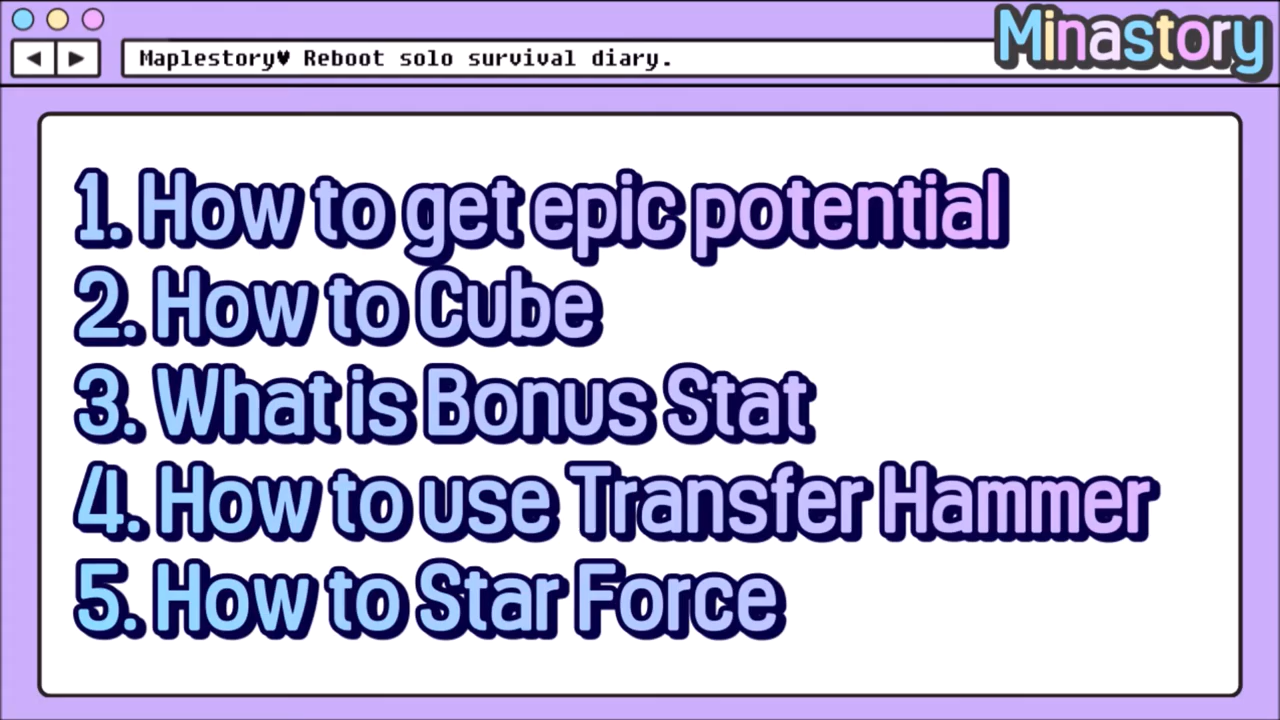 Minastory
Maplestory♥ Reboot solo survival diary.
1. How to get epic potential
2. How to Cube
3. What is Bonus Stat
4. How to use Transfer Hammer
5. How to Star Force